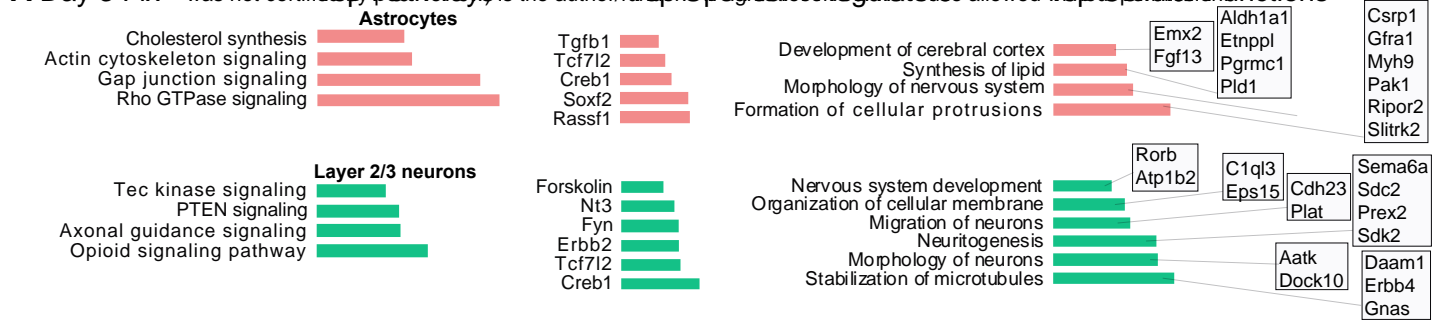 Astrocytes
Cholesterol synthesis
Actin cytoskeleton signaling
Gap junction signaling
Rho GTPase signaling
Tgfb1
Tcf7l2
Creb1
Soxf2
Rassf1
Development of cerebral cortex
Synthesis of lipid
Morphology of nervous system
Formation of cellular protrusions
Emx2
Fgf13
Aldh1a1
Etnppl
Pgrmc1
Pld1
Csrp1
Gfra1
Myh9
Pak1
Ripor2
Slitrk2
Layer 2/3 neurons
Tec kinase signaling
PTEN signaling
Axonal guidance signaling
Opioid signaling pathway
Forskolin
Nt3
Fyn
Erbb2
Tcf7l2
Creb1
Nervous system development
Organization of cellular membrane
Migration of neurons
Neuritogenesis
Morphology of neurons
Stabilization of microtubules
Rorb
Atp1b2
C1ql3
Eps15
Cdh23
Plat
Sema6a
Sdc2
Prex2
Sdk2
Aatk
Dock10
Daam1
Erbb4
Gnas